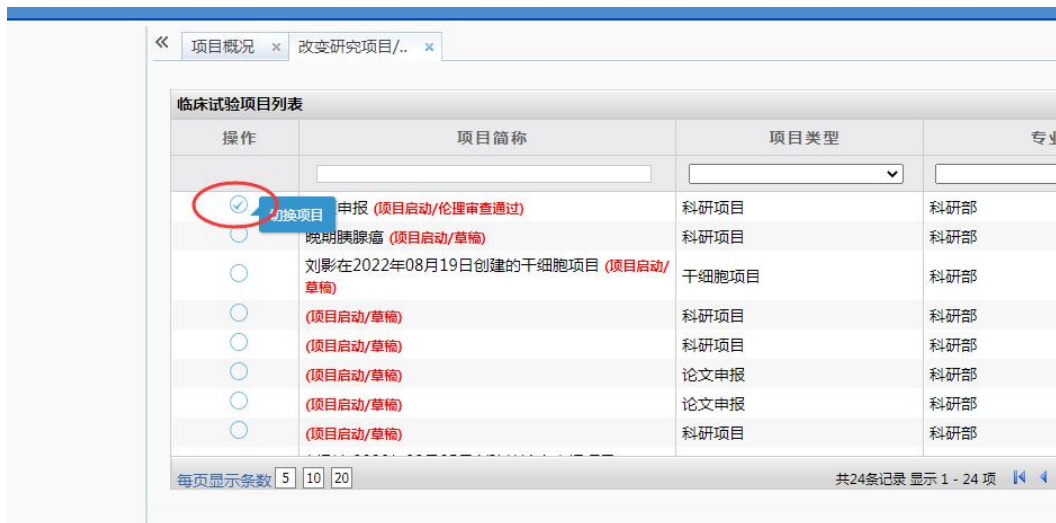 项目概况 × 改变研究项目/.. ×
临床试验项目列表
操作 项目简称 项目类型
切换项目
申报 (项目启动/伦理审查通过) 科研项目 科研部
晚期胰腺癌 (项目启动/草稿) 科研项目 科研部
刘影在2022年08月19日创建的干细胞项目 (项目启动/
草稿) 干细胞项目 科研部
(项目启动/草稿) 科研项目 科研部
(项目启动/草稿) 科研项目 科研部
(项目启动/草稿) 论文申报 科研部
(项目启动/草稿) 论文申报 科研部
(项目启动/草稿) 科研项目 科研部
每页显示条数 5 10 20 共24条记录 显示 1 - 24 项